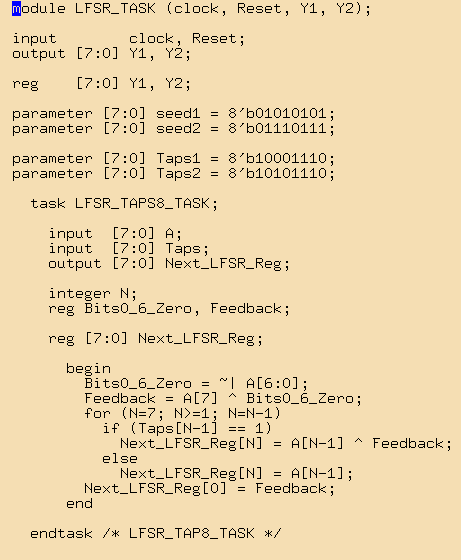 module LFSR_TASK (clock, Reset, Y1, Y2);
input clock, Reset;
output [7:0] Y1, Y2;
reg [7:0] Y1, Y2;
parameter [7:0] seed1 = 8'b01010101;
parameter [7:0] seed2 = 8'b01110111;
parameter [7:0] Taps1 = 8'b10001110;
parameter [7:0] Taps2 = 8'b10101110;
task LFSR_TAPS8_TASK;
input [7:0] A;
input [7:0] Taps;
output [7:0] Next_LFSR_Reg;
integer N;
reg Bits0_6_Zero, Feedback;
reg [7:0] Next_LFSR_Reg;
begin
Bits0_6_Zero = ~| A[6:0];
Feedback = A[7] ^ Bits0_6_Zero;
for (N=7; N>=1; N=N-1)
if (Taps[N-1] == 1)
Next_LFSR_Reg[N] = A[N-1] ^ Feedback;
else
Next_LFSR_Reg[N] = A[N-1];
Next_LFSR_Reg[0] = Feedback;
end
endtask /* LFSR_TAP8_TASK */